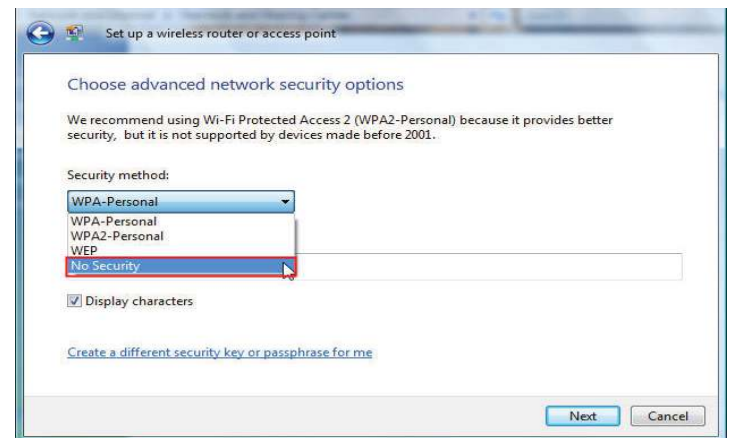 Set up a wireless router or access point
Choose advanced network security options
We recommend using Wi-Fi Protected Access 2 (WPA2-Personal) because it provides better
security, but it is not supported by devices made before 2001.
Security method:
WPA-Personal
WPA-Personal
WPA2-Personal
WEP
No Security
Display characters
Create a different security key or passphrase for me
Next
Cancel